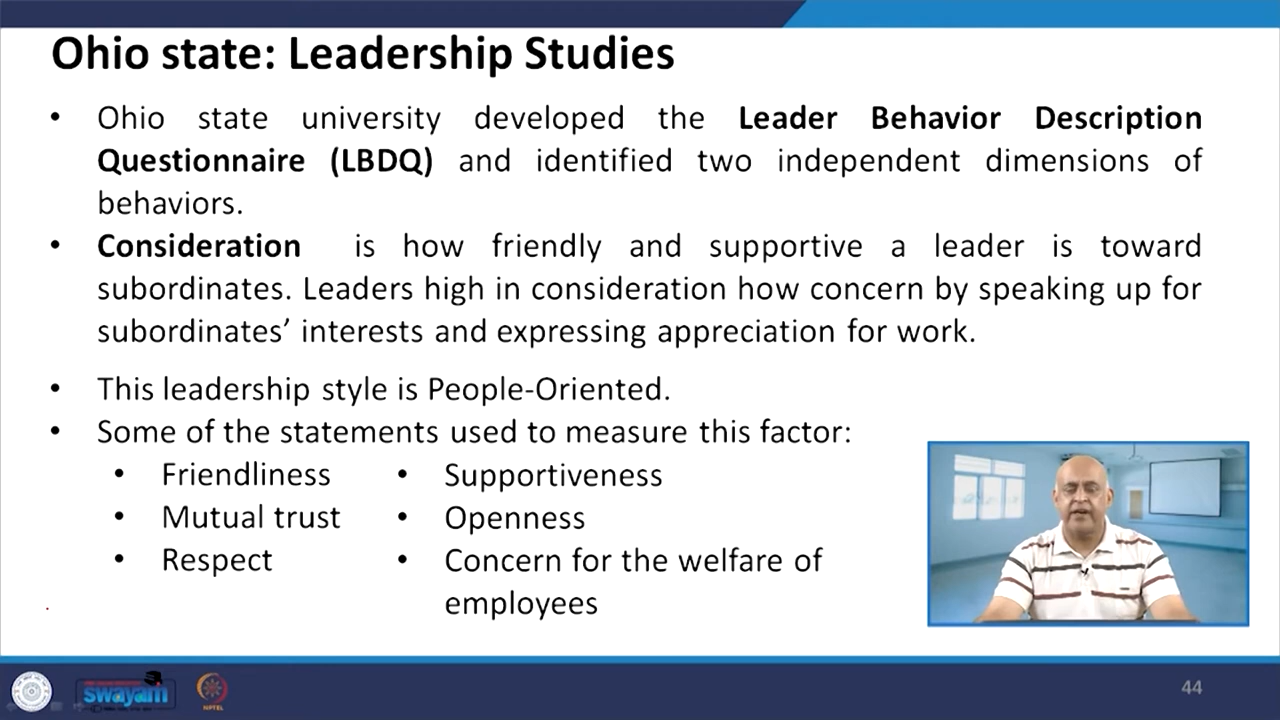 Ohio state: Leadership Studies
• Ohio state university developed the Leader Behavior Description
Questionnaire (LBDQ) and identified two independent dimensions of
behaviors.
• Consideration is how friendly and supportive a leader is toward
subordinates. Leaders high in consideration how concern by speaking up for
subordinates’ interests and expressing appreciation for work.
• This leadership style is People-Oriented.
• Some of the statements used to measure this factor:
• Friendliness
• Mutual trust
• Respect
• Supportiveness
• Openness
• Concern for the welfare of
employees
swayam
NPTEL
44